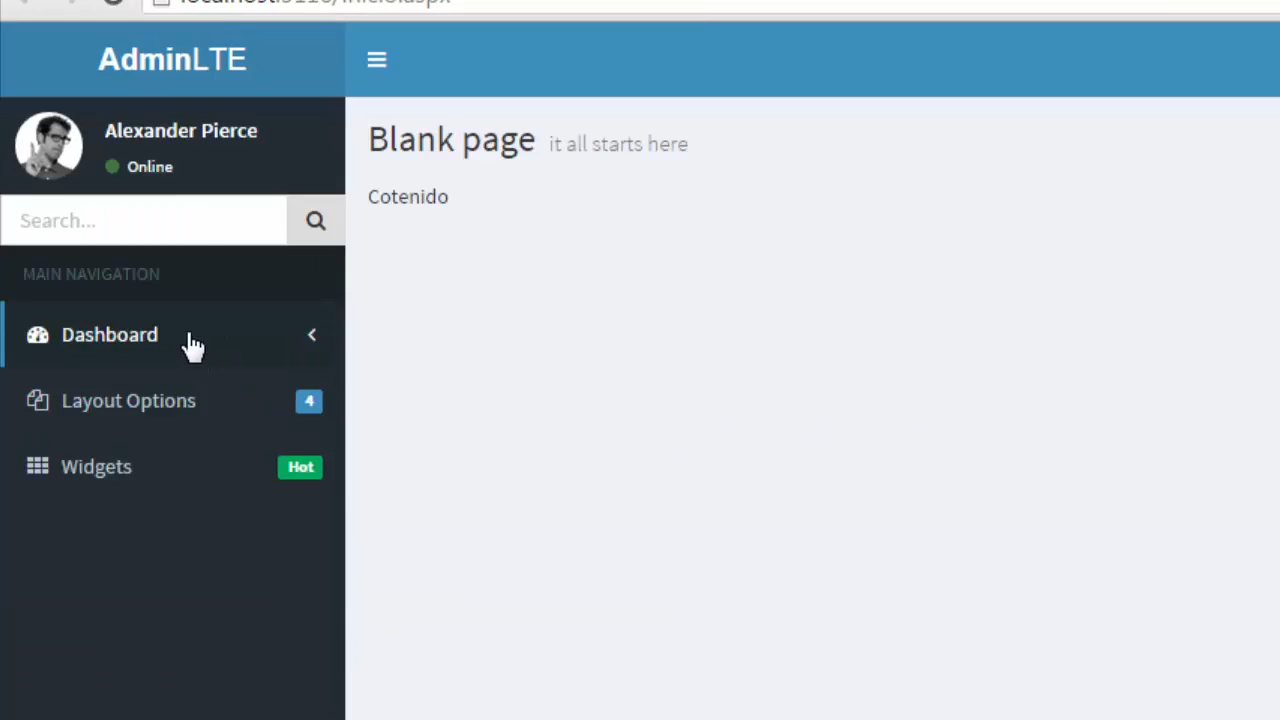 AdminLTE
Alexander Pierce
Online
Search...
MAIN NAVIGATION
Dashboard
Layout Options 4
Widgets Hot
Blank page it all starts here
Cotenido